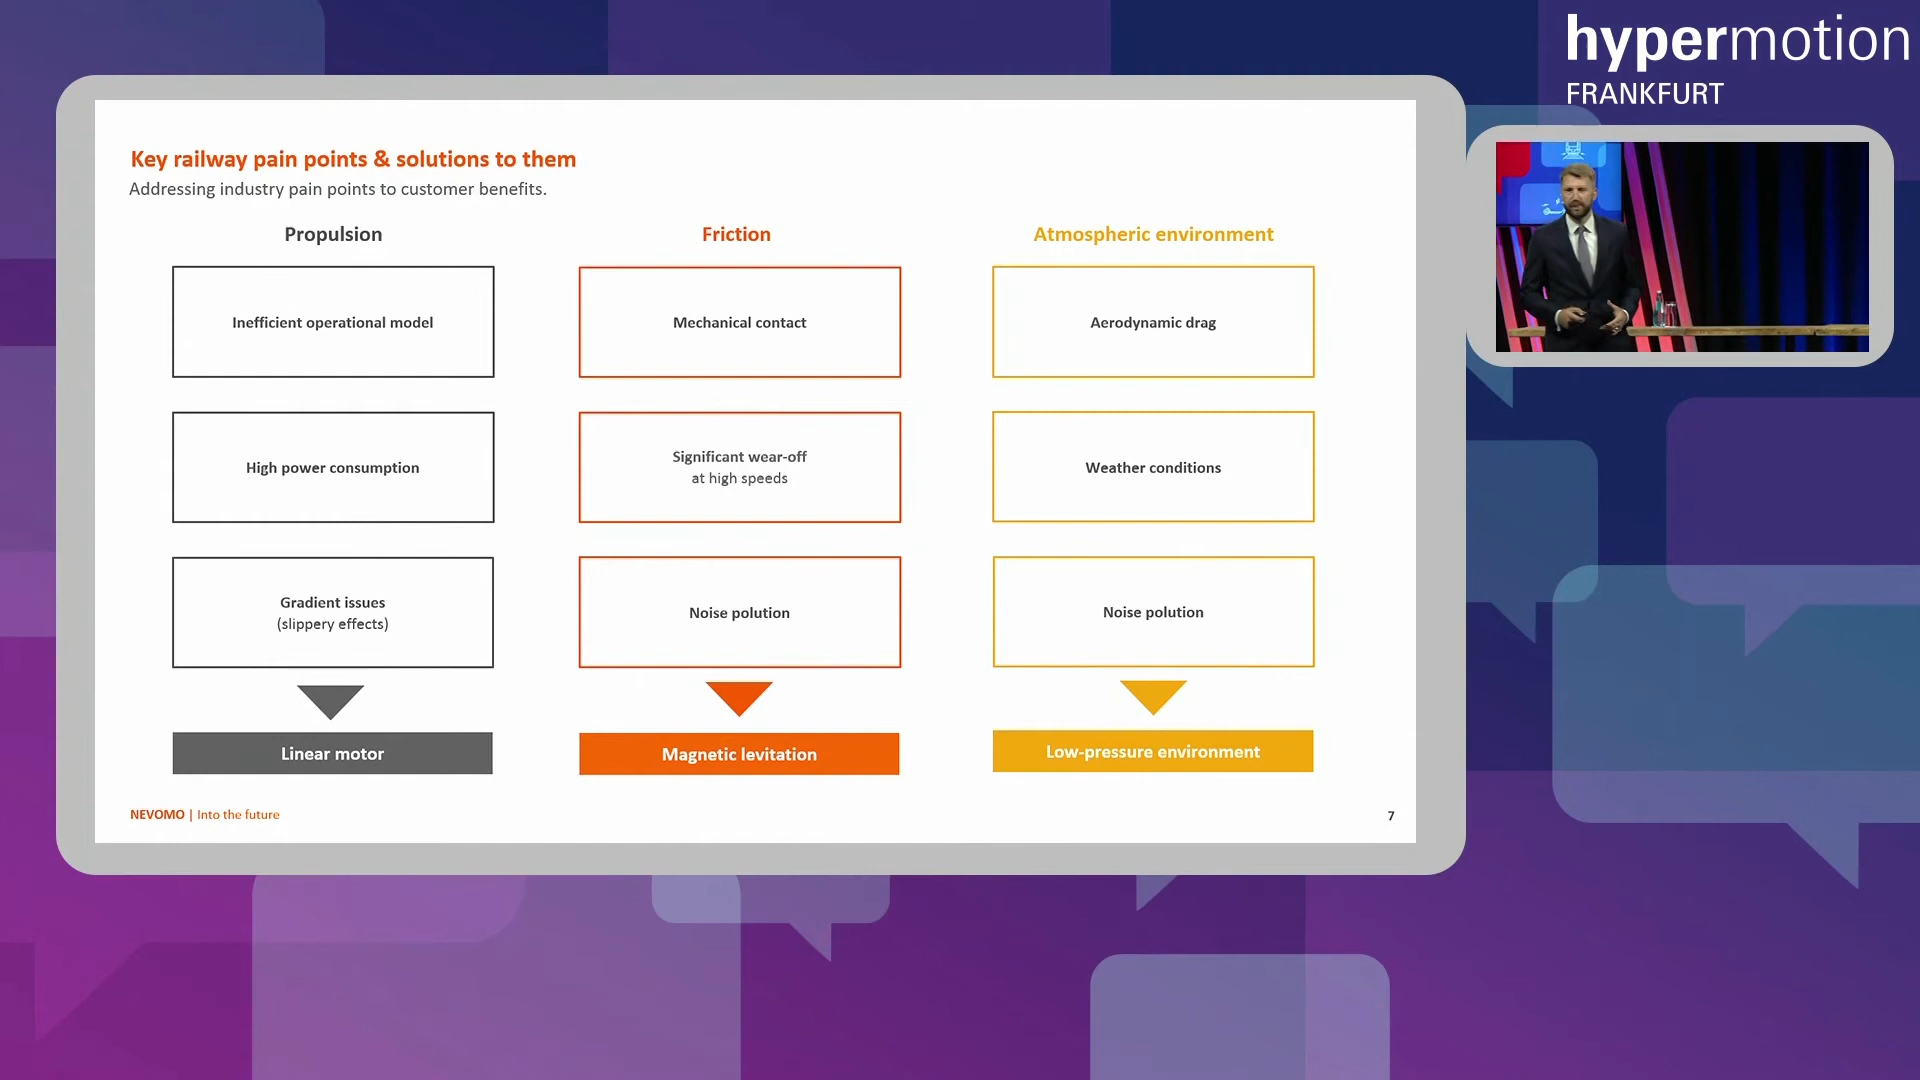 hypermotion
FRANKFURT
Key railway pain points & solutions to them
Addressing industry pain points to customer benefits.
Propulsion
Friction
Atmospheric environment
Inefficient operational model
Mechanical contact
Aerodynamic drag
High power consumption
Significant wear-off
at high speeds
Weather conditions
Gradient issues
(slippery effects)
Noise polution
Noise polution
Linear motor
Magnetic levitation
Low-pressure environment
NEVOMO | Into the future
7